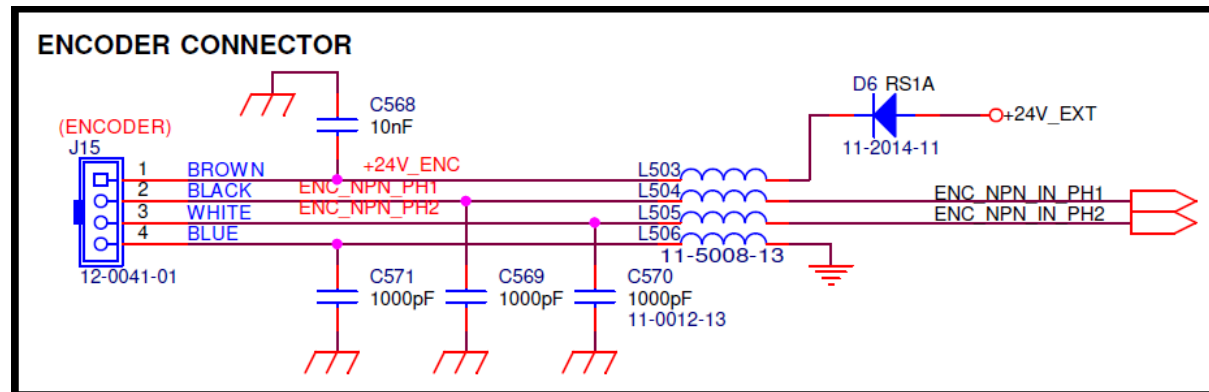 ENCODER CONNECTOR
(ENCODER)
J15
1 BROWN
2 BLACK
3 WHITE
4 BLUE
12-0041-01
C568
10nF
+24V_ENC
ENC_NPN_PH1
ENC_NPN_PH2
C571
1000pF
C569
1000pF
C570
1000pF
11-0012-13
L503
L504
L505
L506
11-5008-13
D6 RS1A
11-2014-11
+24V_EXT
ENC_NPN_IN_PH1
ENC_NPN_IN_PH2